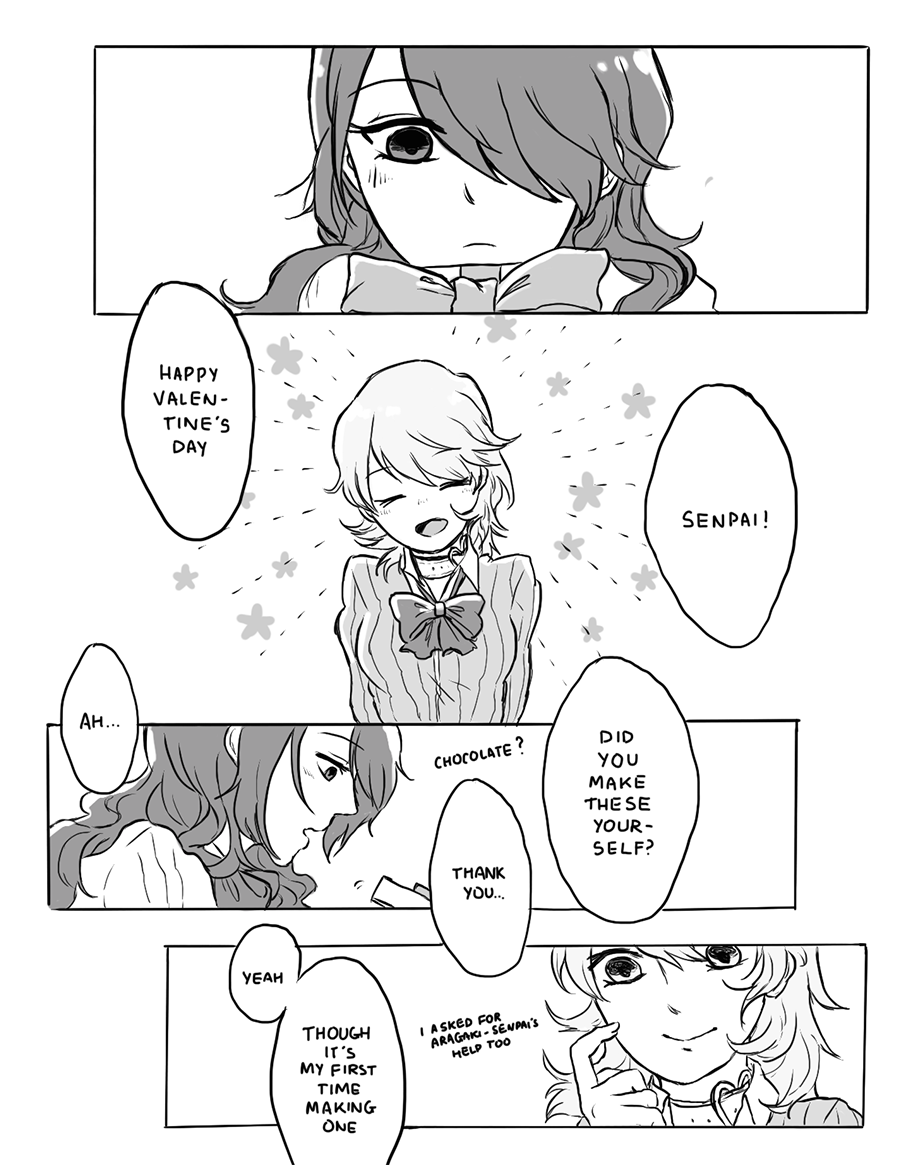 HAPPY
VALEN-
TINE'S
DAY
SENPAI!
AH...
CHOCOLATE?
DID
YOU
MAKE
THESE
YOUR-
SELF?
THANK
YOU...
YEAH
THOUGH
IT'S
MY FIRST
TIME
MAKING
ONE
I ASKED FOR
ARAGAKI-SENPAI'S
HELP TOO